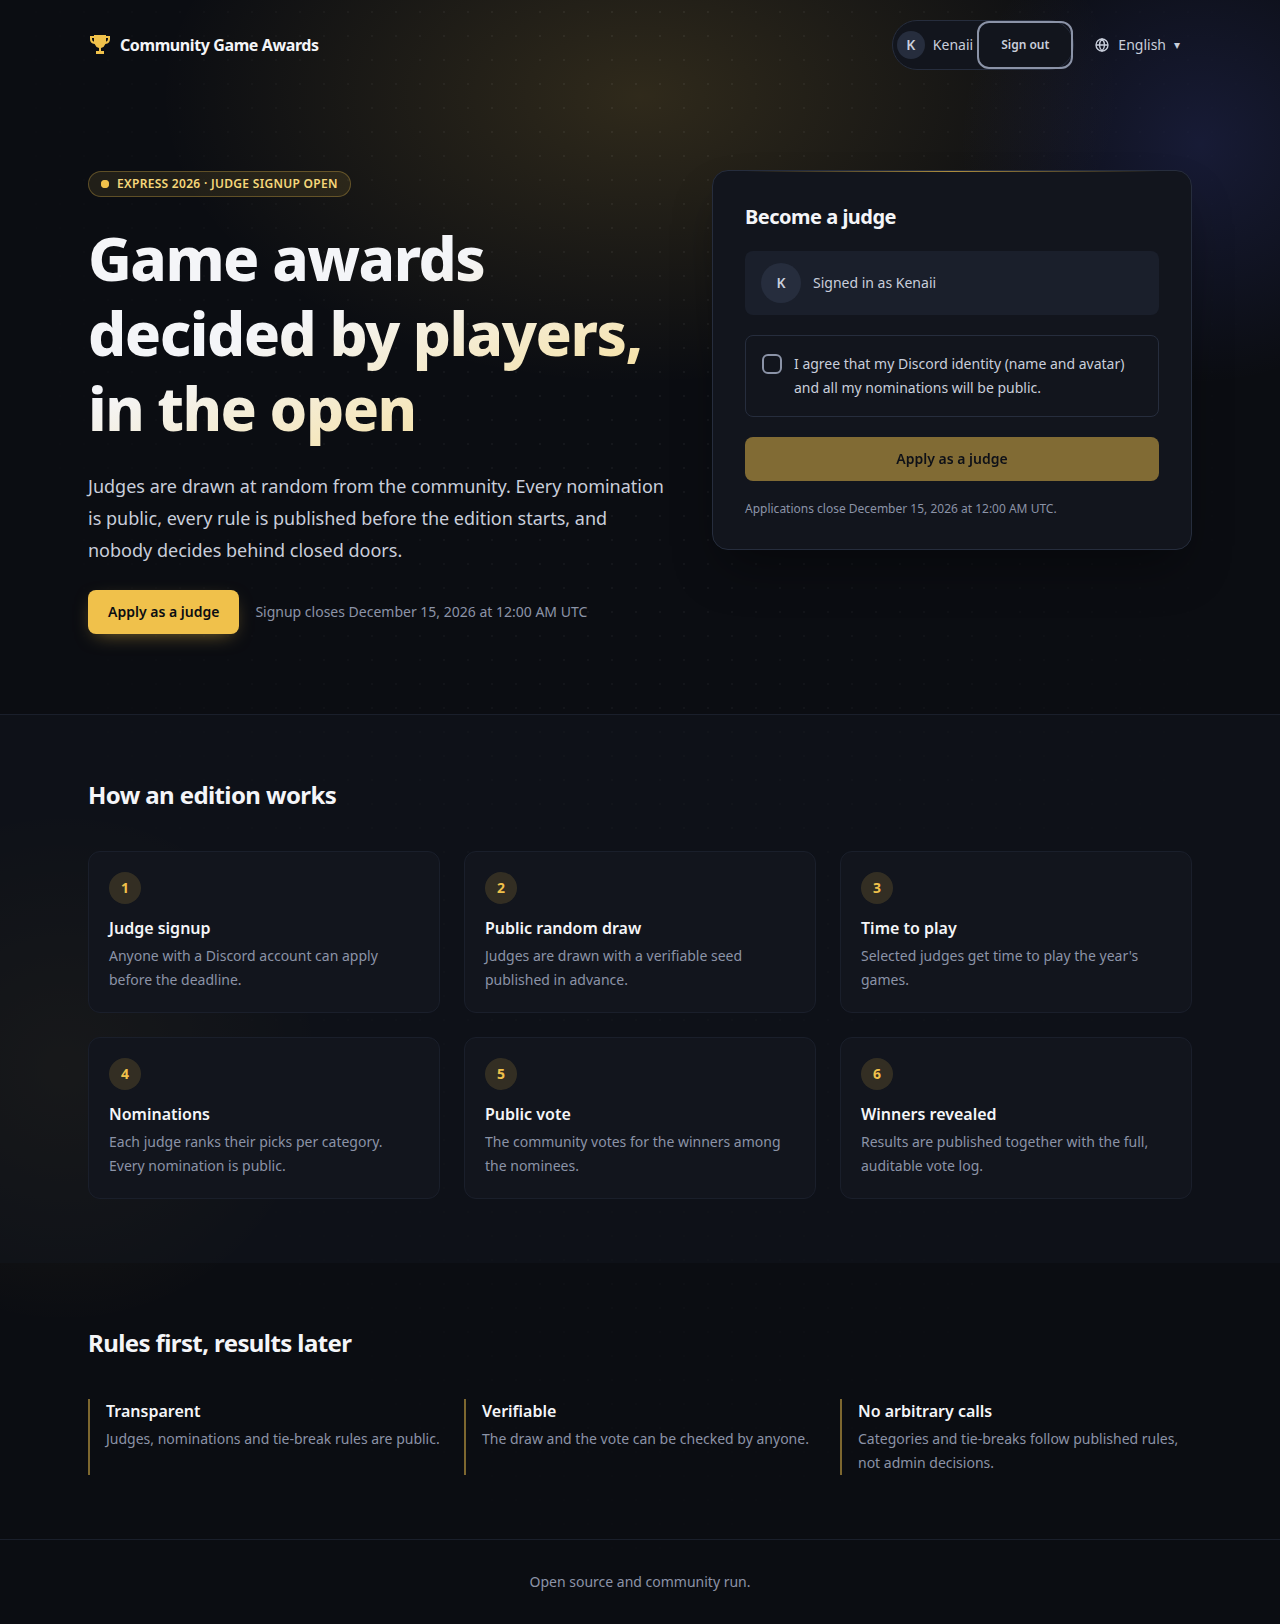 Community Game Awards
K Kenaii Sign out English ▾
EXPRESS 2026 · JUDGE SIGNUP OPEN
Game awards
decided by players,
in the open
Judges are drawn at random from the community. Every nomination
is public, every rule is published before the edition starts, and
nobody decides behind closed doors.
Apply as a judge Signup closes December 15, 2026 at 12:00 AM UTC
Become a judge
K Signed in as Kenaii
I agree that my Discord identity (name and avatar)
and all my nominations will be public.
Apply as a judge
Applications close December 15, 2026 at 12:00 AM UTC.
How an edition works
1
Judge signup
Anyone with a Discord account can apply
before the deadline.
2
Public random draw
Judges are drawn with a verifiable seed
published in advance.
3
Time to play
Selected judges get time to play the year's
games.
4
Nominations
Each judge ranks their picks per category.
Every nomination is public.
5
Public vote
The community votes for the winners among
the nominees.
6
Winners revealed
Results are published together with the full,
auditable vote log.
Rules first, results later
Transparent
Judges, nominations and tie-break rules are public.
Verifiable
The draw and the vote can be checked by anyone.
No arbitrary calls
Categories and tie-breaks follow published rules,
not admin decisions.
Open source and community run.